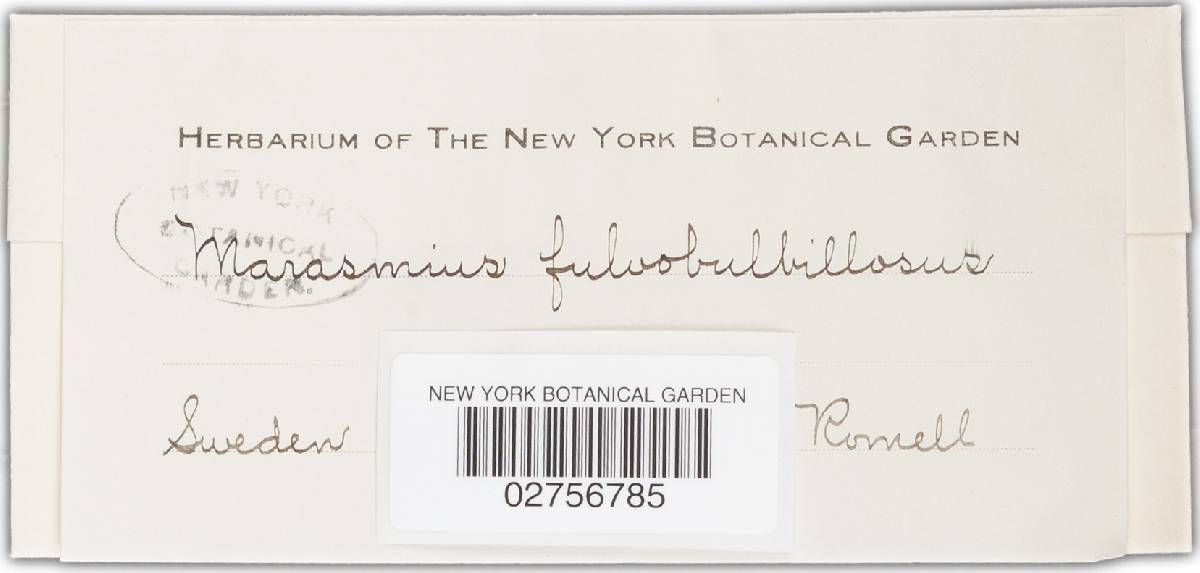 HERBARIUM OF THE NEW YORK BOTANICAL GARDEN
NEW YORK
BOTANICAL
GARDEN.
Marasmius fulvobulbillosus
Sweden
Romell
NEW YORK BOTANICAL GARDEN
02756785